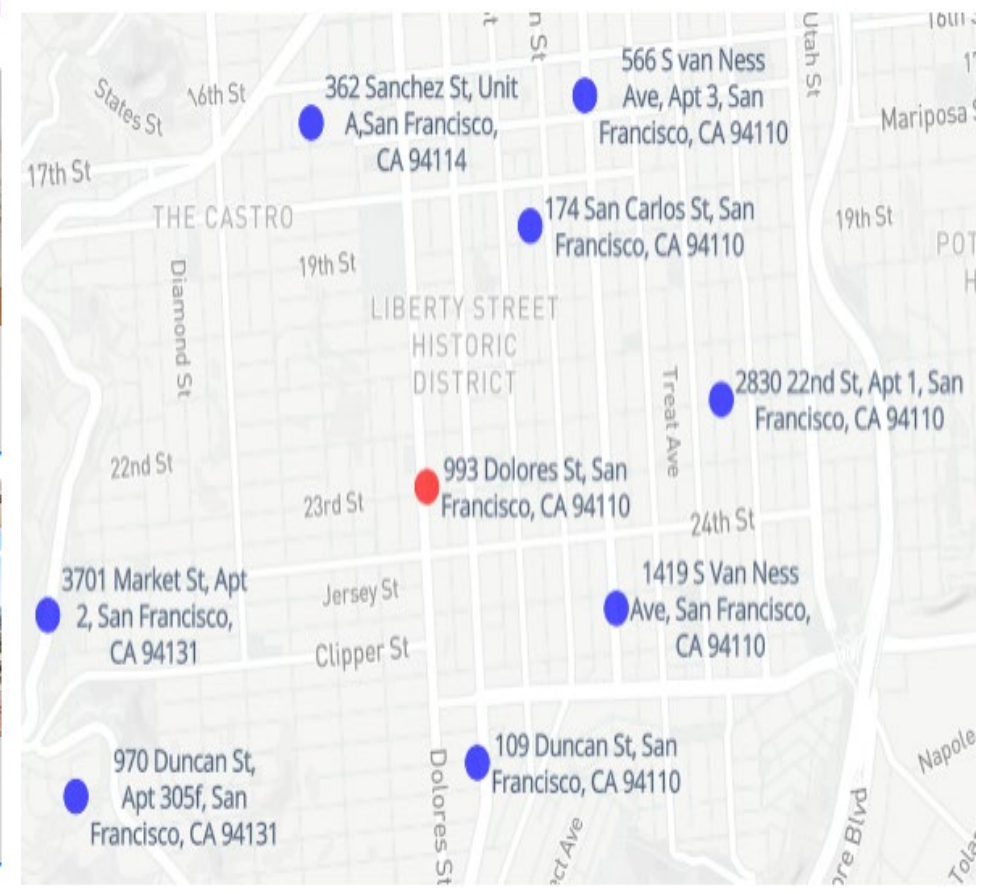 16th St
States St
17th St
362 Sanchez St, Unit
A,San Francisco,
CA 94114
566 S van Ness
Ave, Apt 3, San
Francisco, CA 94110
Utah St
Mariposa
THE CASTRO
174 San Carlos St, San
Francisco, CA 94110
19th St
19th St
Diamond St
LIBERTY STREET
HISTORIC
DISTRICT
Treat Ave
2830 22nd St, Apt 1, San
Francisco, CA 94110
22nd St
993 Dolores St, San
Francisco, CA 94110
23rd St
24th St
3701 Market St, Apt
2, San Francisco,
CA 94131
Jersey St
1419 S Van Ness
Ave, San Francisco,
CA 94110
Clipper St
970 Duncan St,
Apt 305f, San
Francisco, CA 94131
109 Duncan St, San
Francisco, CA 94110
Dolores St
Ave
Blvd